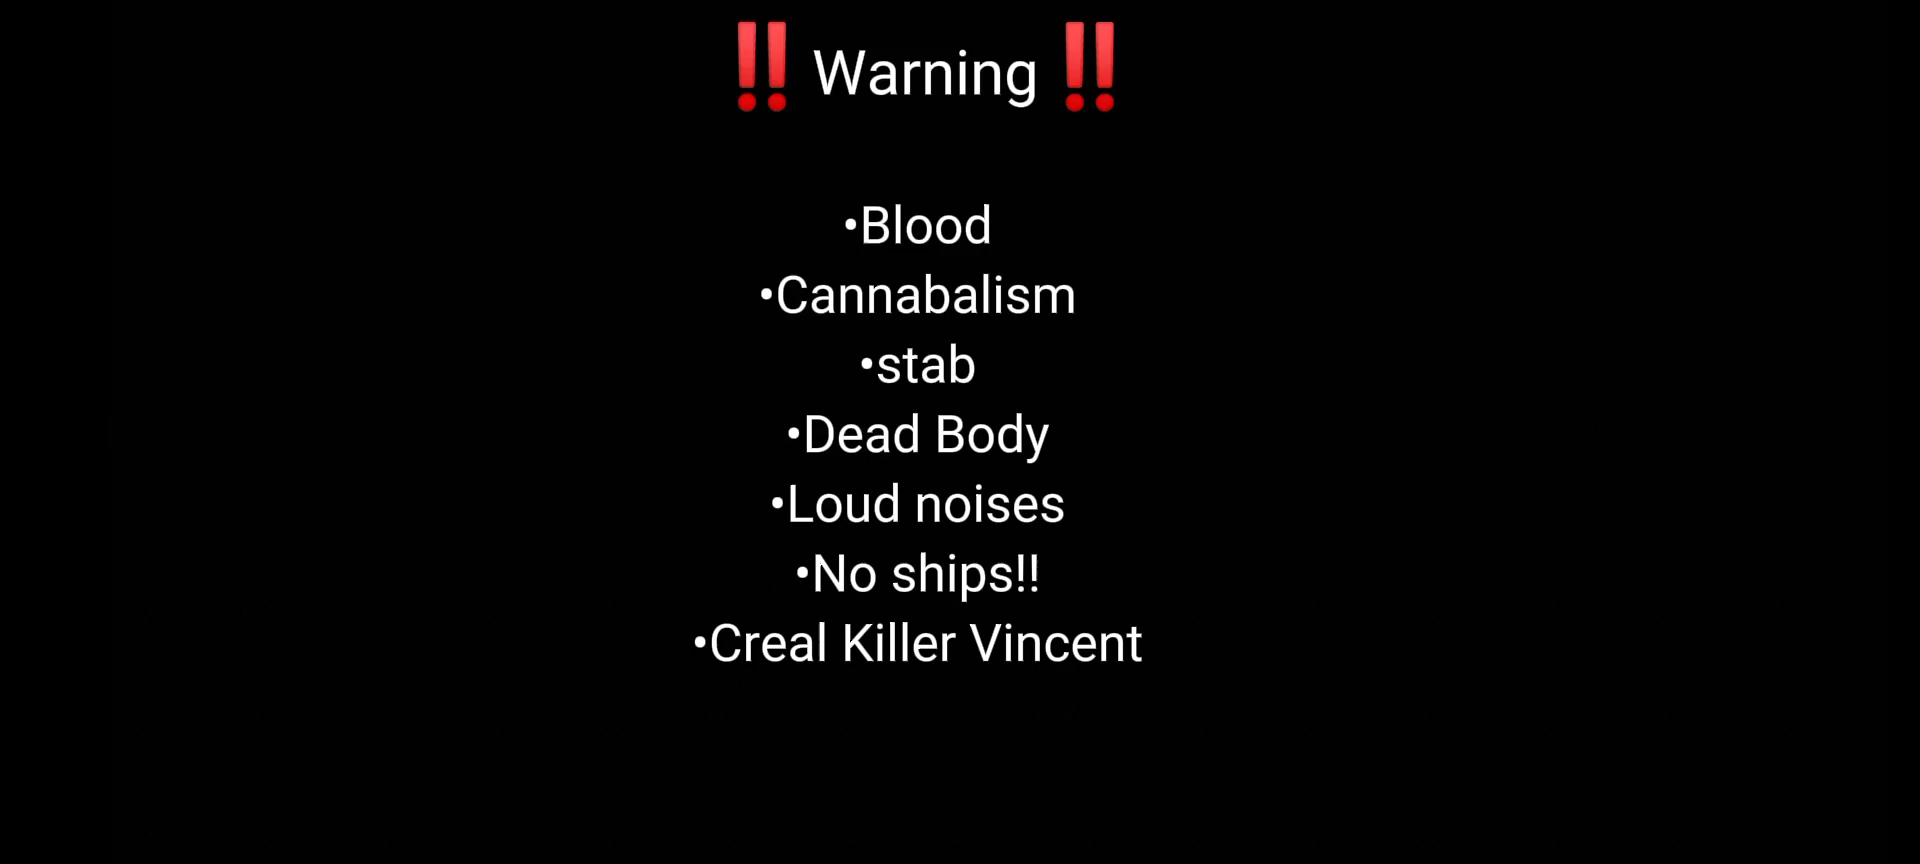 ‼️Warning‼️
•Blood
•Cannabalism
•stab
•Dead Body
•Loud noises
•No ships!!
•Creal Killer Vincent